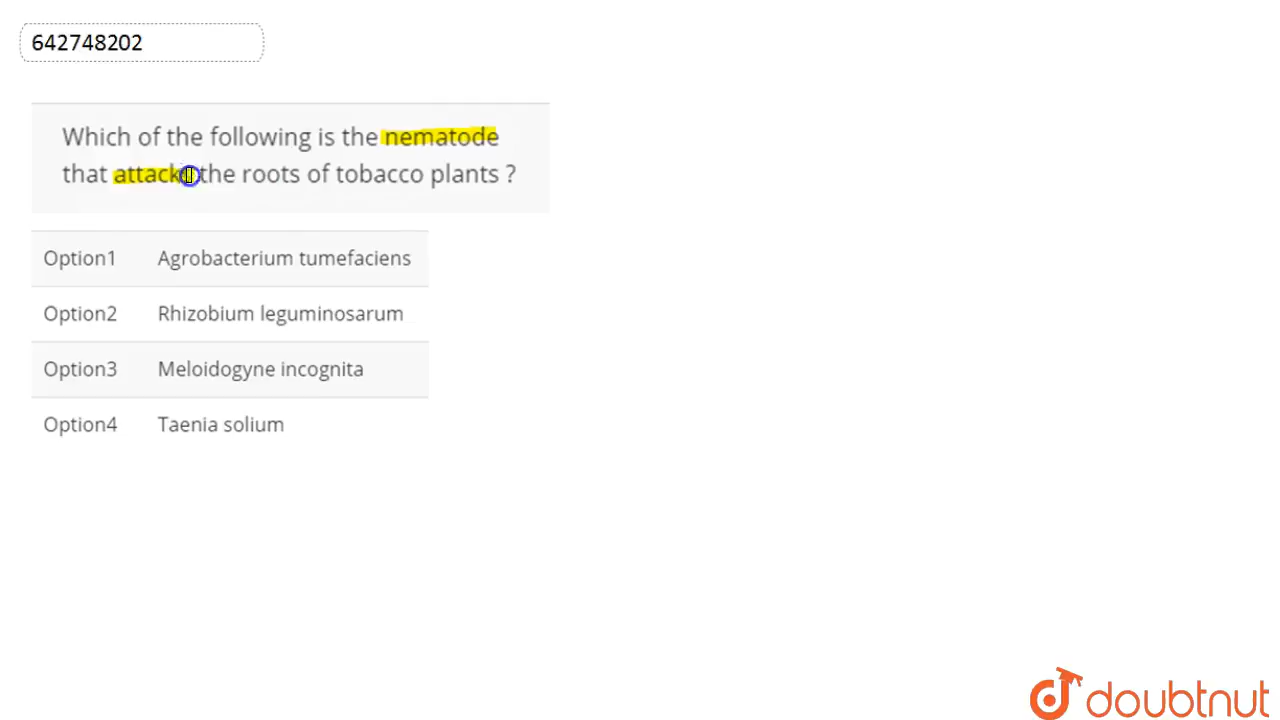 642748202
Which of the following is the nematode
that attacks the roots of tobacco plants ?
Option1 Agrobacterium tumefaciens
Option2 Rhizobium leguminosarum
Option3 Meloidogyne incognita
Option4 Taenia solium
doubtnut